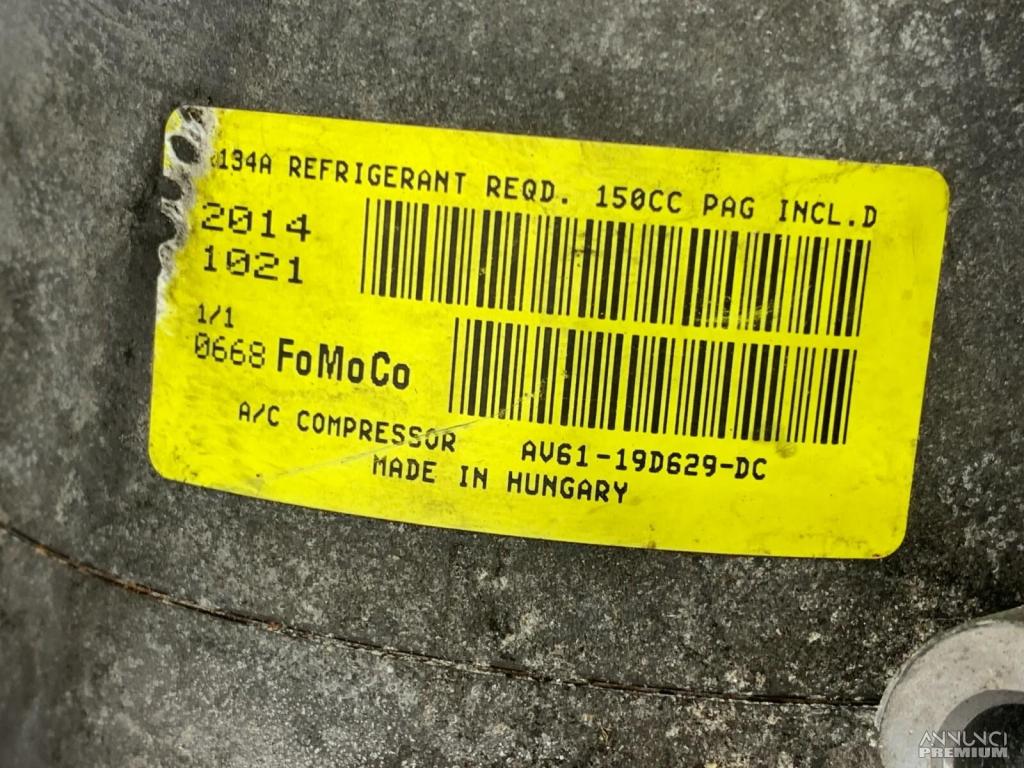 R134A REFRIGERANT REQD. 150CC PAG INCL.D
2014
1021
1/1
0668 FoMoCo
A/C COMPRESSOR AV61-19D629-DC
MADE IN HUNGARY
ANNUNCI
PREMIUM